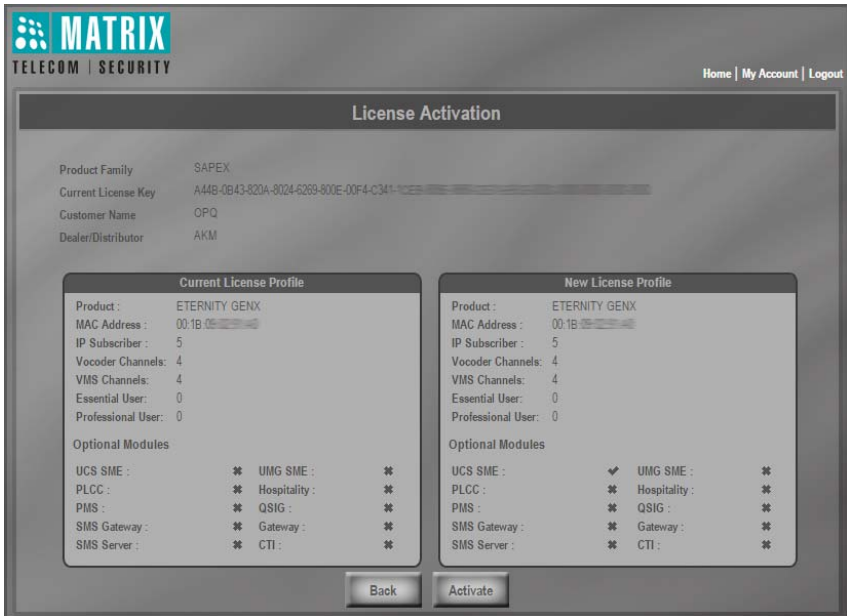 MATRIX
TELECOM | SECURITY
Home | My Account | Logout
License Activation
Product Family SAPEX
Current License Key A44B-0B43-820A-8024-6269-800E-00F4-C341-
Customer Name OPQ
Dealer/Distributor AKM
Current License Profile
Product : ETERNITY GENX
MAC Address : 00:1B:
IP Subscriber : 5
Vocoder Channels: 4
VMS Channels: 4
Essential User: 0
Professional User: 0
Optional Modules
UCS SME : ✖ UMG SME : ✖
PLCC : ✖ Hospitality : ✖
PMS : ✖ QSIG : ✖
SMS Gateway : ✖ Gateway : ✖
SMS Server : ✖ CTI : ✖
New License Profile
Product : ETERNITY GENX
MAC Address : 00:1B:
IP Subscriber : 5
Vocoder Channels: 4
VMS Channels: 4
Essential User: 0
Professional User: 0
Optional Modules
UCS SME : ✔ UMG SME : ✖
PLCC : ✖ Hospitality : ✖
PMS : ✖ QSIG : ✖
SMS Gateway : ✖ Gateway : ✖
SMS Server : ✖ CTI : ✖
Back Activate